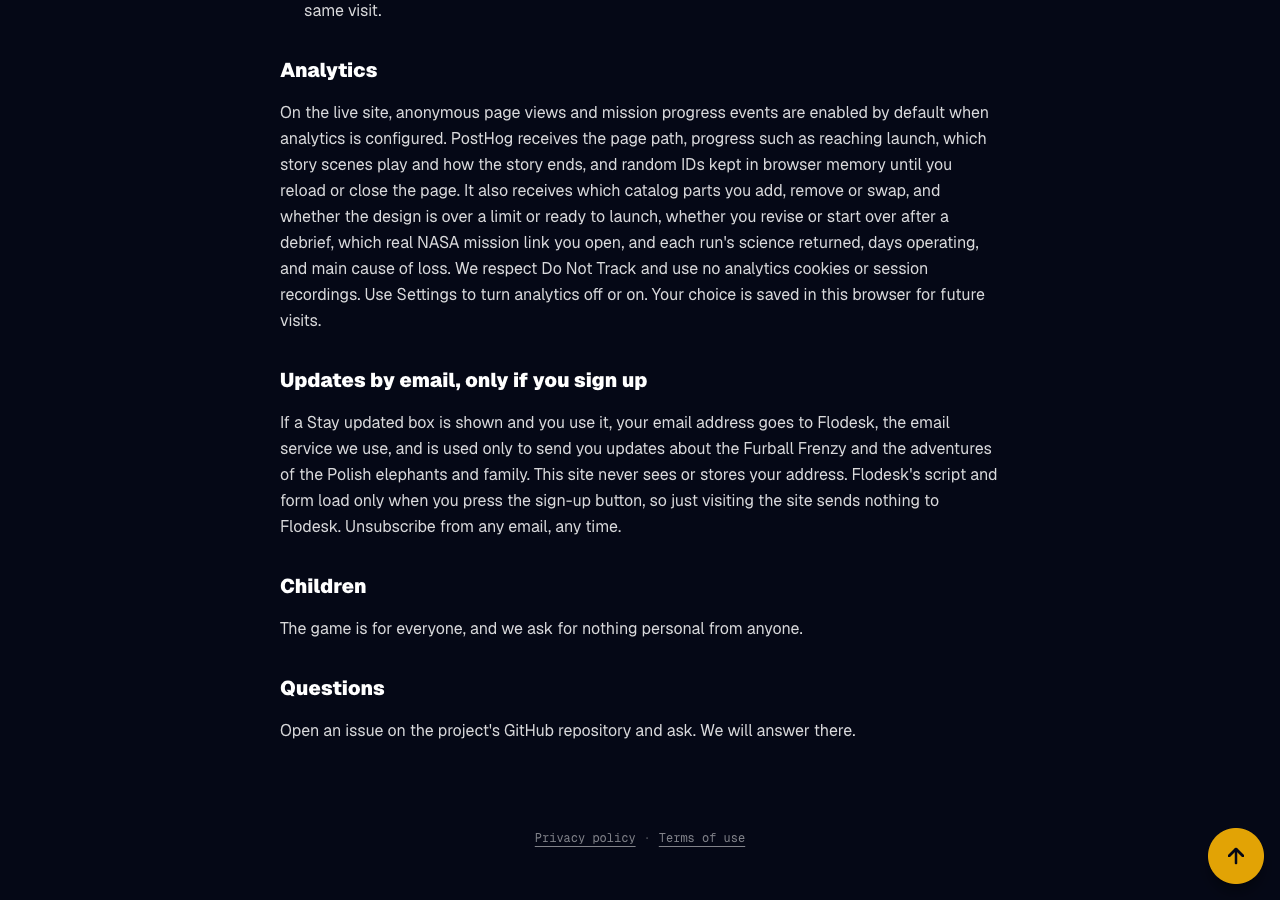 same visit.
Analytics
On the live site, anonymous page views and mission progress events are enabled by default when
analytics is configured. PostHog receives the page path, progress such as reaching launch, which
story scenes play and how the story ends, and random IDs kept in browser memory until you
reload or close the page. It also receives which catalog parts you add, remove or swap, and
whether the design is over a limit or ready to launch, whether you revise or start over after a
debrief, which real NASA mission link you open, and each run's science returned, days operating,
and main cause of loss. We respect Do Not Track and use no analytics cookies or session
recordings. Use Settings to turn analytics off or on. Your choice is saved in this browser for future
visits.
Updates by email, only if you sign up
If a Stay updated box is shown and you use it, your email address goes to Flodesk, the email
service we use, and is used only to send you updates about the Furball Frenzy and the adventures
of the Polish elephants and family. This site never sees or stores your address. Flodesk's script and
form load only when you press the sign-up button, so just visiting the site sends nothing to
Flodesk. Unsubscribe from any email, any time.
Children
The game is for everyone, and we ask for nothing personal from anyone.
Questions
Open an issue on the project's GitHub repository and ask. We will answer there.
Privacy policy · Terms of use